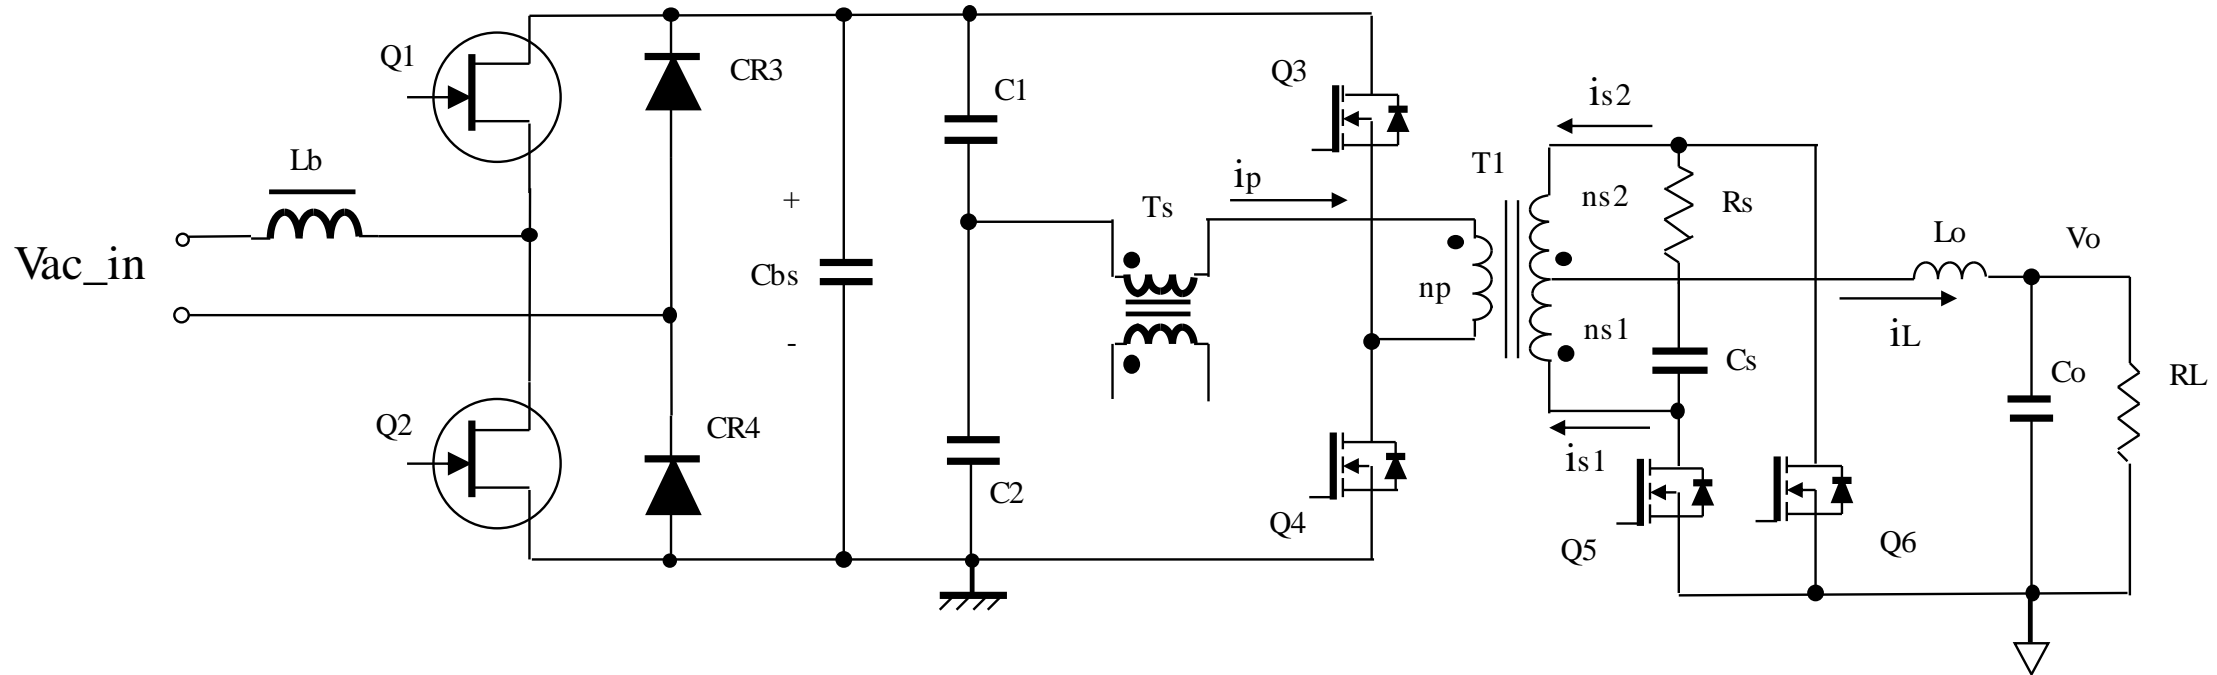 Q1
CR3
C1
Q3
is2
Lb
ip
T1
Ts
ns2
Rs
+
Lo
Vo
Vac_in
Cbs
np
ns1
iL
-
Cs
Co
RL
Q2
CR4
is1
C2
Q4
Q5
Q6